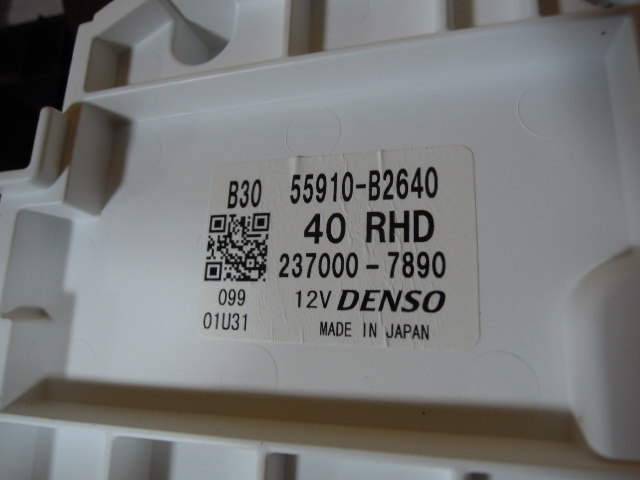 B30 55910-B2640
40 RHD
237000-7890
099 12V DENSO
01U31 MADE IN JAPAN